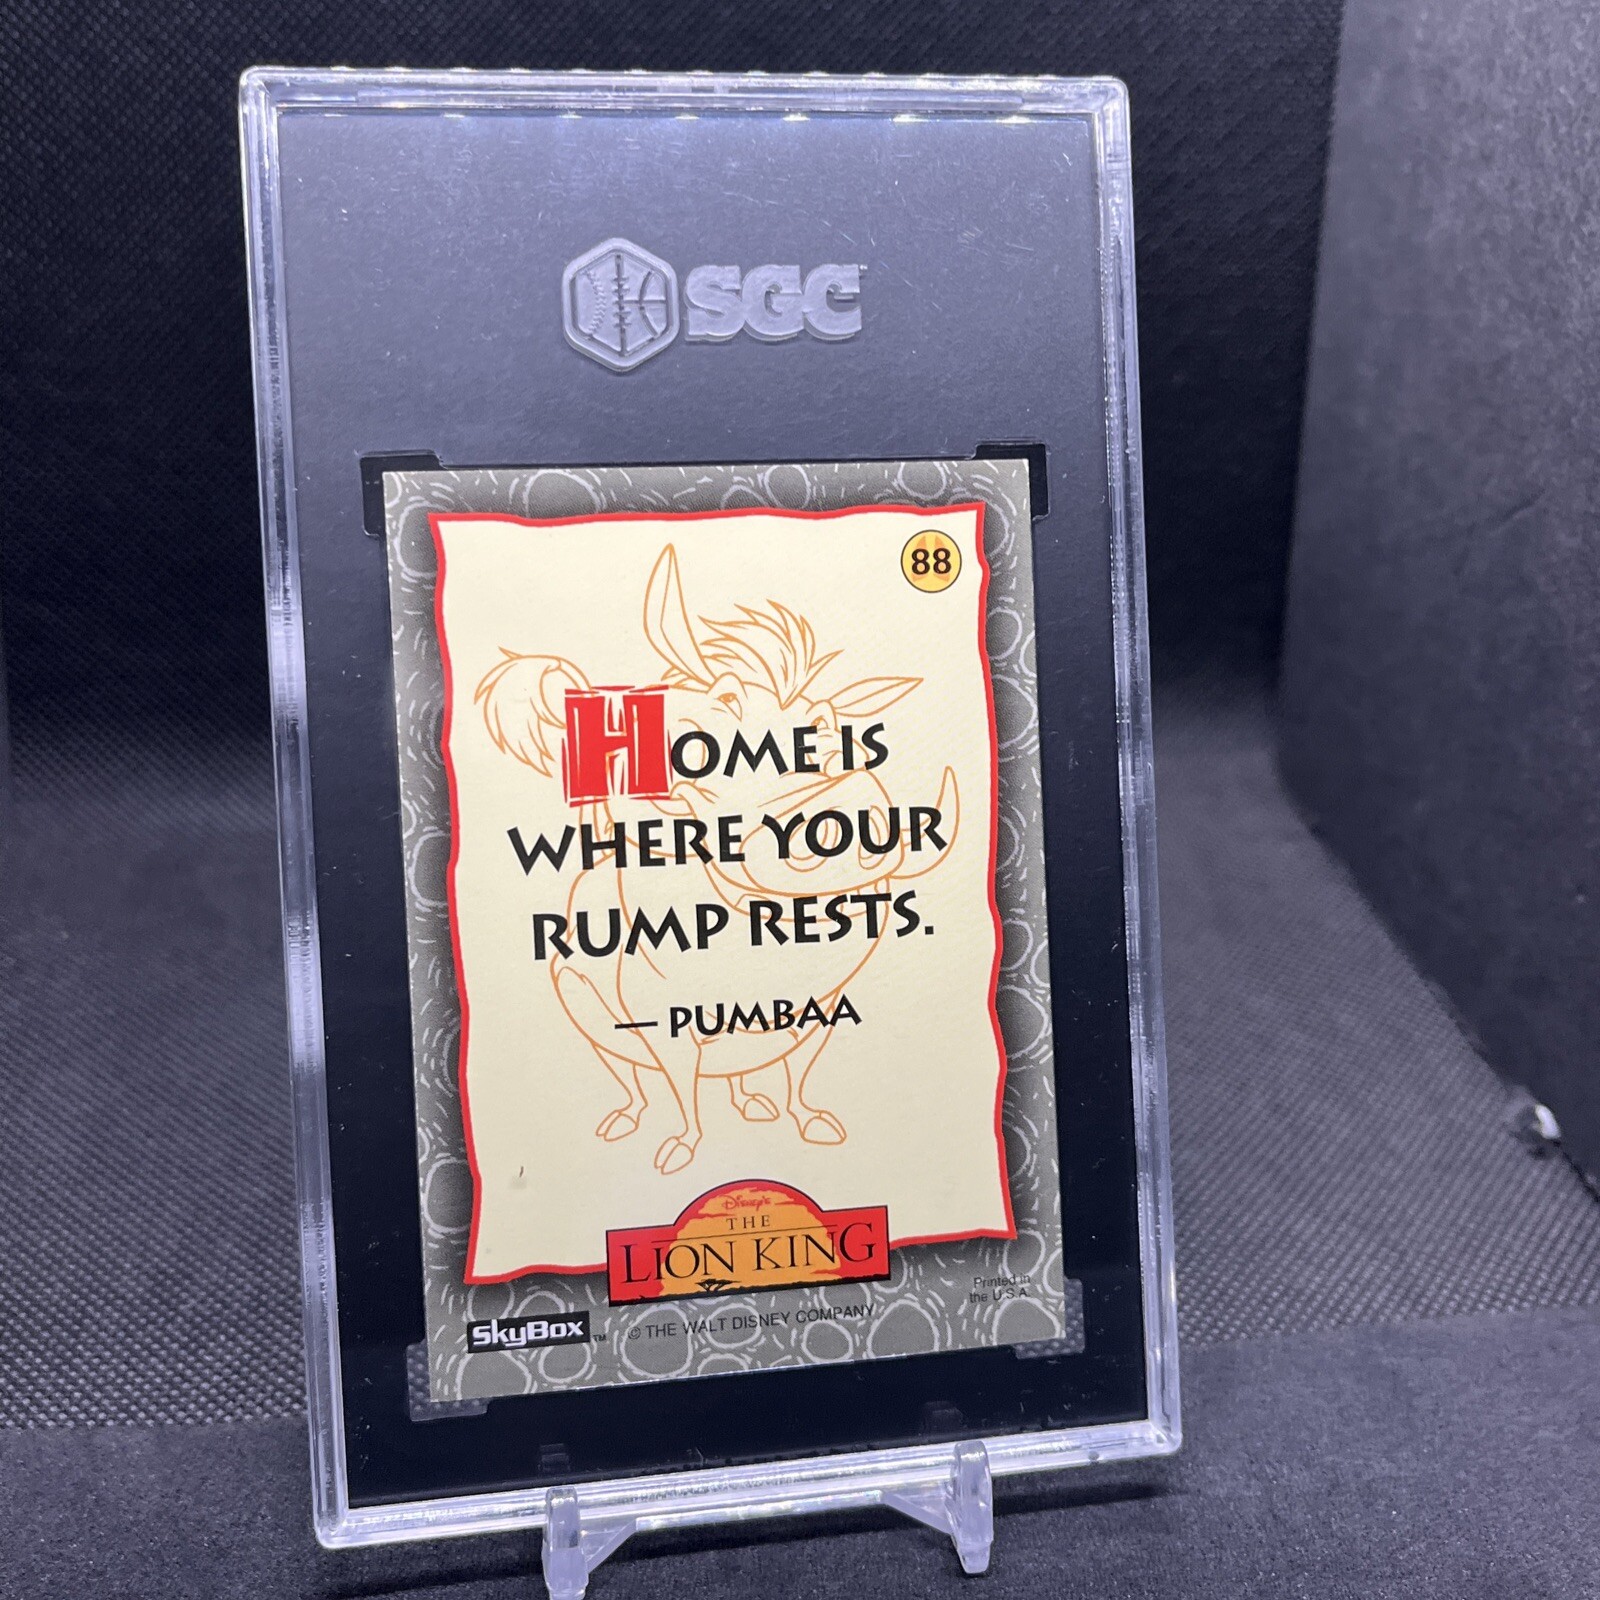 SGC
88
HOME IS
WHERE YOUR
RUMP RESTS.
— PUMBAA
Disney's
THE
LION KING
Printed in
the U.S.A.
SkyBox™ © THE WALT DISNEY COMPANY